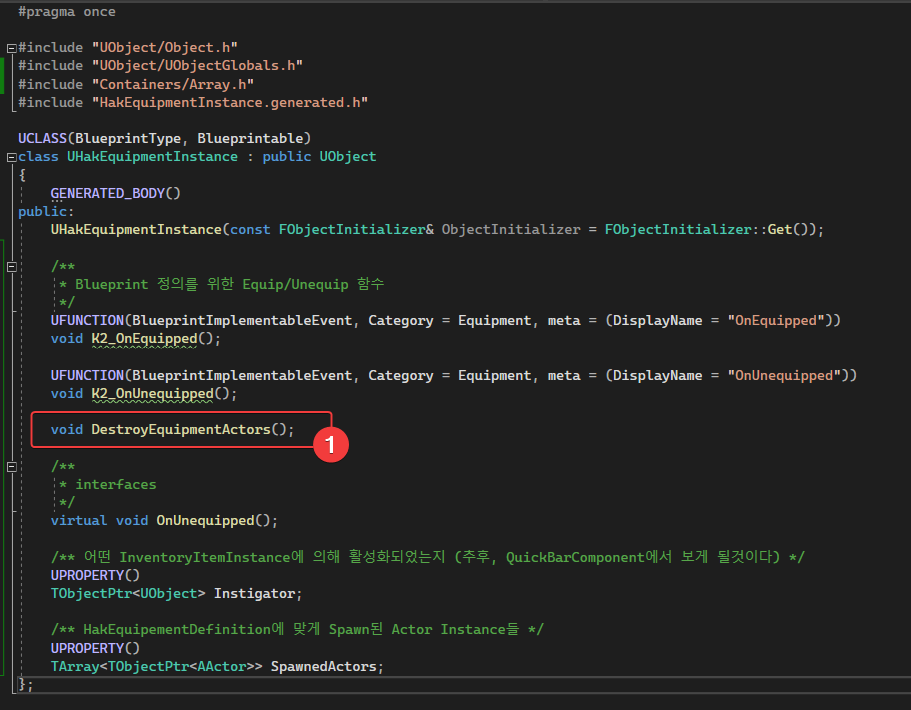 #pragma once
#include "UObject/Object.h"
#include "UObject/UObjectGlobals.h"
#include "Containers/Array.h"
#include "HakEquipmentInstance.generated.h"
UCLASS(BlueprintType, Blueprintable)
class UHakEquipmentInstance : public UObject
{
GENERATED_BODY()
public:
UHakEquipmentInstance(const FObjectInitializer& ObjectInitializer = FObjectInitializer::Get());
/**
* Blueprint 정의를 위한 Equip/Unequip 함수
*/
UFUNCTION(BlueprintImplementableEvent, Category = Equipment, meta = (DisplayName = "OnEquipped"))
void K2_OnEquipped();
UFUNCTION(BlueprintImplementableEvent, Category = Equipment, meta = (DisplayName = "OnUnequipped"))
void K2_OnUnequipped();
void DestroyEquipmentActors();
1
/**
* interfaces
*/
virtual void OnUnequipped();
/** 어떤 InventoryItemInstance에 의해 활성화되었는지 (추후, QuickBarComponent에서 보게 될것이다) */
UPROPERTY()
TObjectPtr<UObject> Instigator;
/** HakEquipementDefinition에 맞게 Spawn된 Actor Instance들 */
UPROPERTY()
TArray<TObjectPtr<AActor>> SpawnedActors;
};